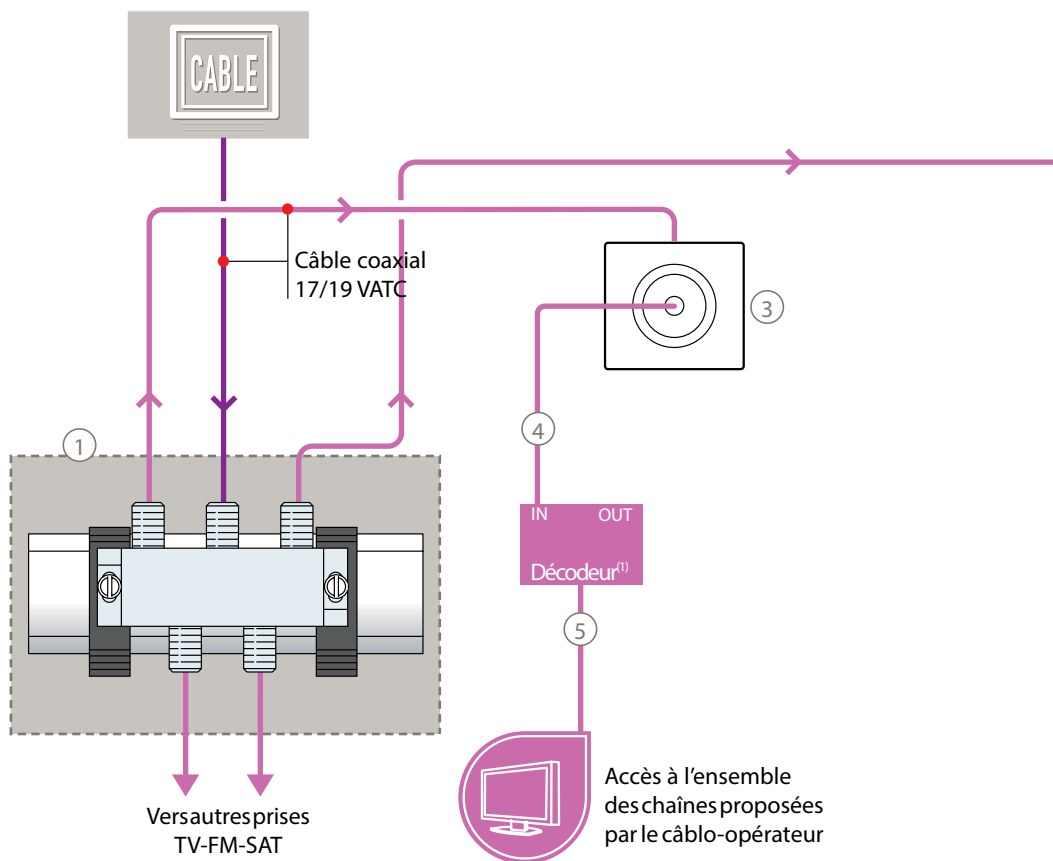 CABLE
Câble coaxial
17/19 VATC
3
4
1
IN OUT
Décodeur(1)
5
Vers autres prises
TV-FM-SAT
Accès à l'ensemble
des chaînes proposées
par le câblo-opérateur